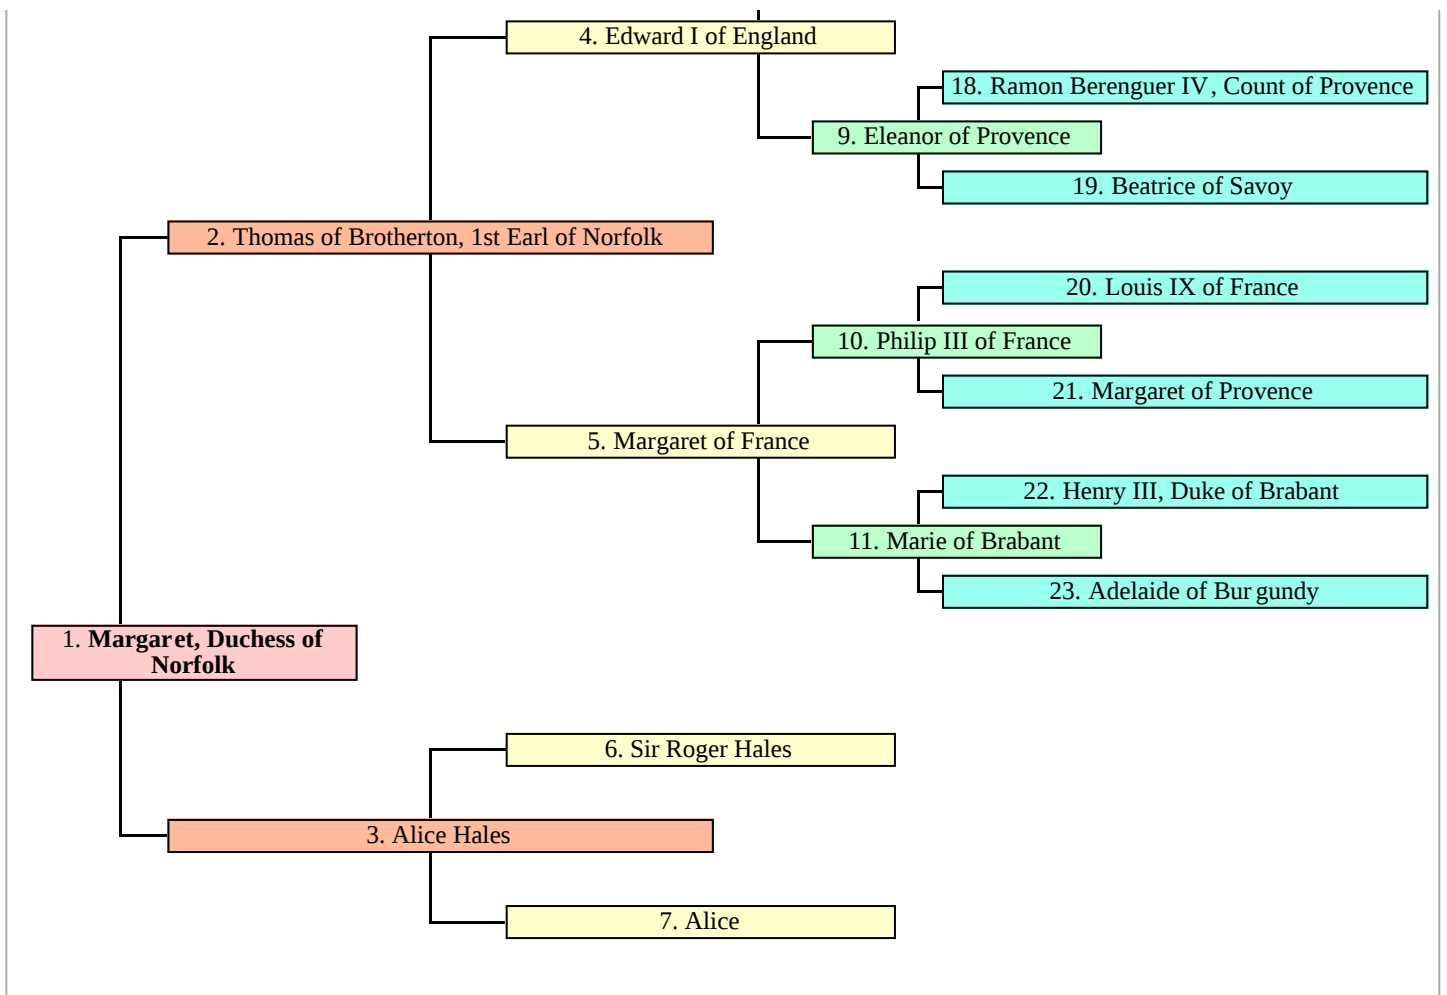 4. Edward I of England
18. Ramon Berenguer IV, Count of Provence
9. Eleanor of Provence
19. Beatrice of Savoy
2. Thomas of Brotherton, 1st Earl of Norfolk
20. Louis IX of France
10. Philip III of France
21. Margaret of Provence
5. Margaret of France
22. Henry III, Duke of Brabant
11. Marie of Brabant
23. Adelaide of Burgundy
1. Margaret, Duchess of
Norfolk
6. Sir Roger Hales
3. Alice Hales
7. Alice